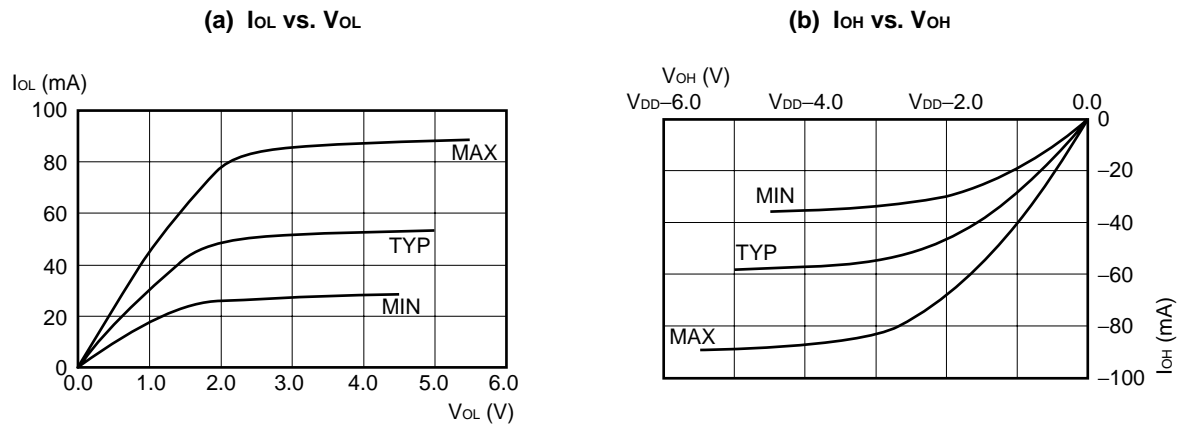 (a) IOL vs. VOL
IOL (mA)
100
80
60
40
20
0
MAX
TYP
MIN
0.0 1.0 2.0 3.0 4.0 5.0 6.0
VOL (V)
(b) IOH vs. VOH
VOH (V)
VDD–6.0 VDD–4.0 VDD–2.0 0.0
0
–20
–40
–60
–80
–100
MIN
TYP
MAX
IOH (mA)